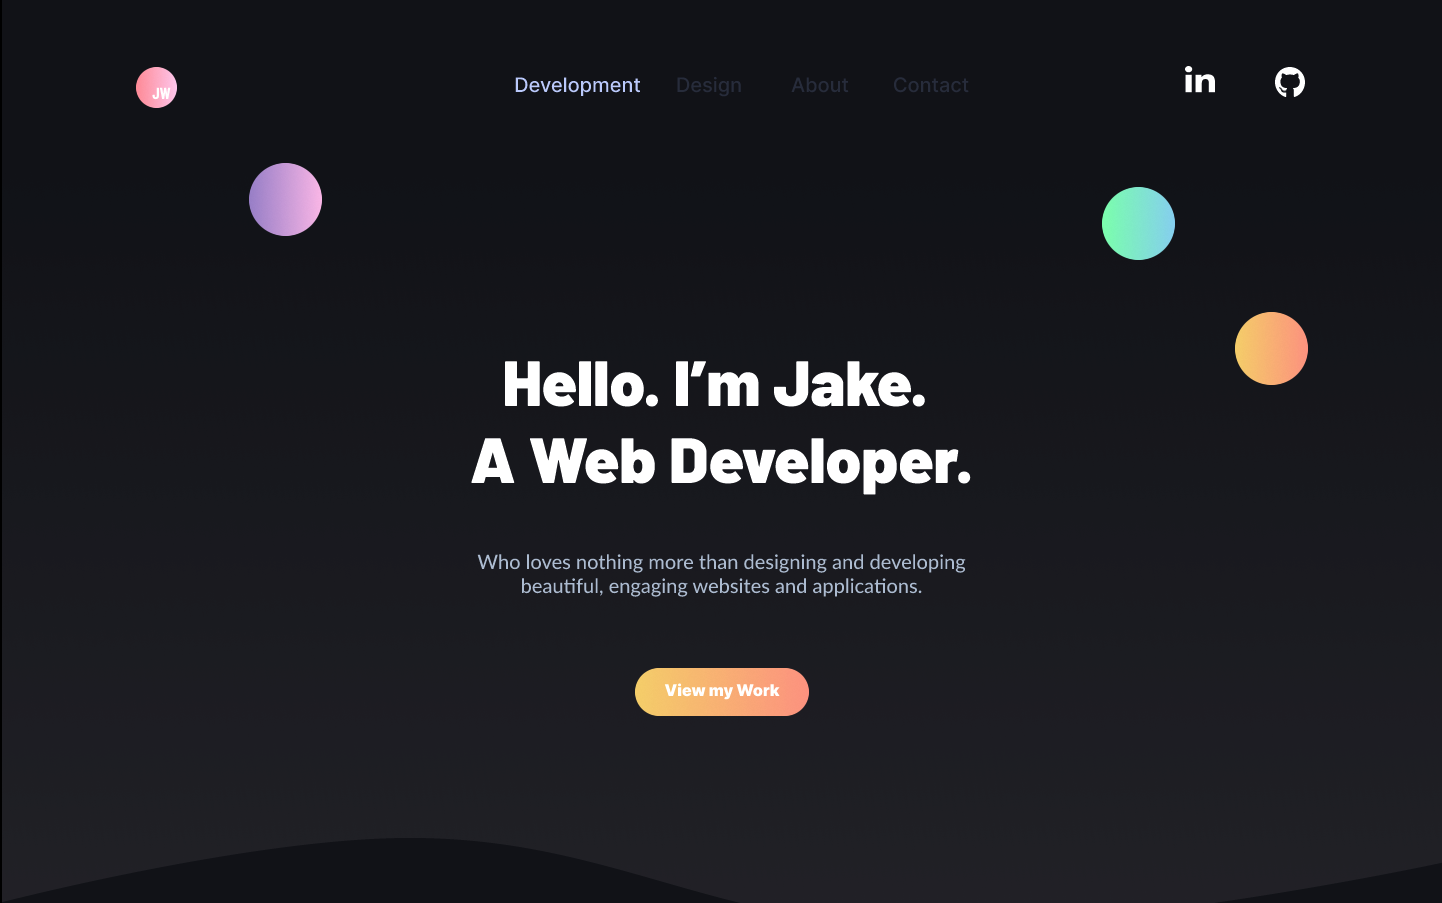 JW
Development Design About Contact
in
Hello. I’m Jake.
A Web Developer.
Who loves nothing more than designing and developing
beautiful, engaging websites and applications.
View my Work